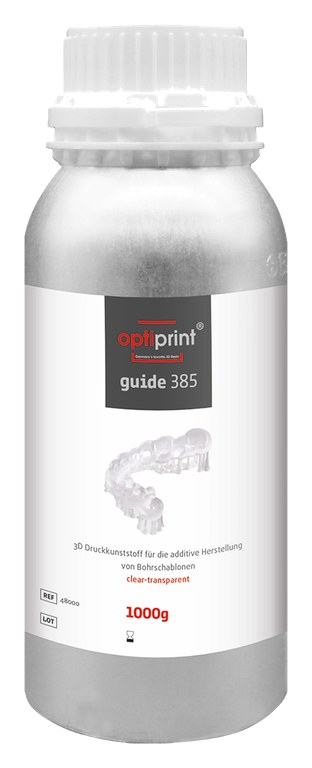 optiprint®
guide 385
3D Druckkunststoff für die additive Herstellung
von Bohrschablonen
clear-transparent
REF 48000
LOT
1000g